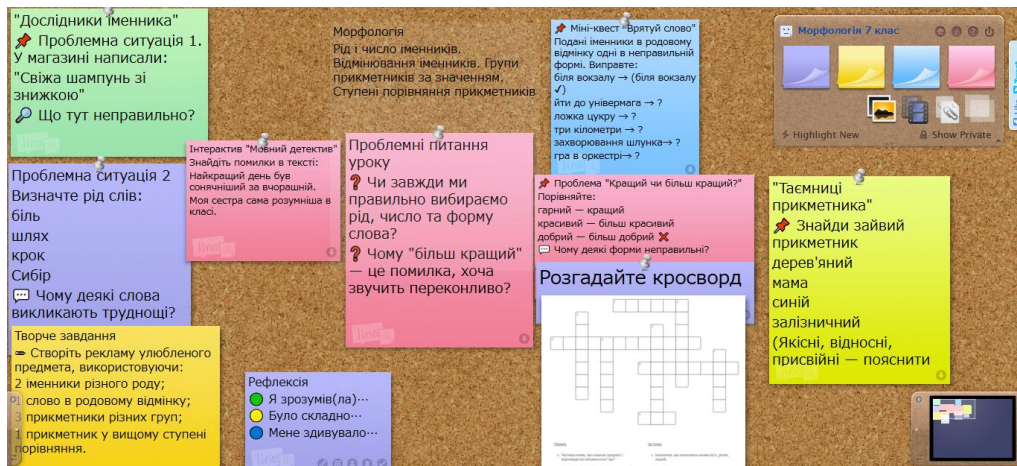 "Дослідники іменника"
📌 Проблемна ситуація 1.
У магазині написали:
"Свіжа шампунь зі
знижкою"
🔎 Що тут неправильно?
Морфологія
Рід і число іменників.
Відмінювання іменників. Групи
прикметників за значенням.
Ступені порівняння прикметників
📌 Міні-квест "Врятуй слово"
Подані іменники в родовому
відмінку одні в неправильній
формі. Виправте:
біля вокзалу → (біля вокзалу
✓)
йти до універмага → ?
ложка цукру → ?
три кілометри → ?
захворювання шлунка→ ?
гра в оркестрі→ ?
Морфологія 7 клас
Highlight New
Show Private
Проблемна ситуація 2
Визначте рід слів:
біль
шлях
крок
Сибір
💬 Чому деякі слова
викликають труднощі?
Інтерактив "Мовний детектив"
Знайдіть помилки в тексті:
Найкращий день був
сонячніший за вчорашній.
Моя сестра сама розумніша в
класі.
Проблемні питання
уроку
❓ Чи завжди ми
правильно вибираємо
рід, число та форму
слова?
❓ Чому "більш кращий"
— це помилка, хоча
звучить переконливо?
📌 Проблема "Кращий чи більш кращий?"
Порівняйте:
гарний — кращий
красивий — більш красивий
добрий — більш добрий ❌
💬 Чому деякі форми неправильні?
Розгадайте кросворд
"Таємниці
прикметника"
📌 Знайди зайвий
прикметник
дерев'яний
мама
синій
залізничний
(Якісні, відносні,
присвійні — пояснити
Творче завдання
✏ Створіть рекламу улюбленого
предмета, використовуючи:
2 іменники різного роду;
1 слово в родовому відмінку;
3 прикметники різних груп;
1 прикметник у вищому ступені
порівняння.
Рефлексія
🟢 Я зрозумів(ла)…
🟡 Було складно…
🔵 Мене здивувало…